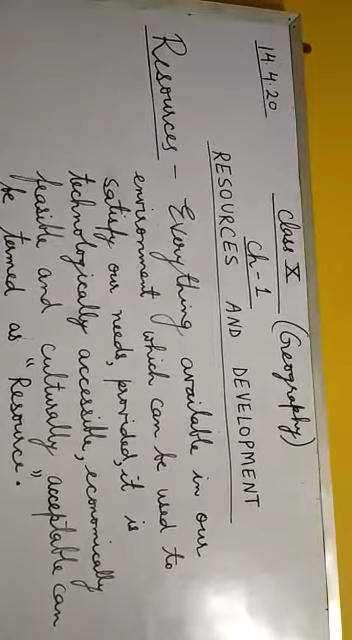 14.4.20
Class X (Geography)
Ch-1
RESOURCES AND DEVELOPMENT
Resources - Everything available in our
environment which can be used to
satisfy our needs, provided, it is
technologically accessible, economically
feasible and culturally acceptable can
be termed as "Resource".